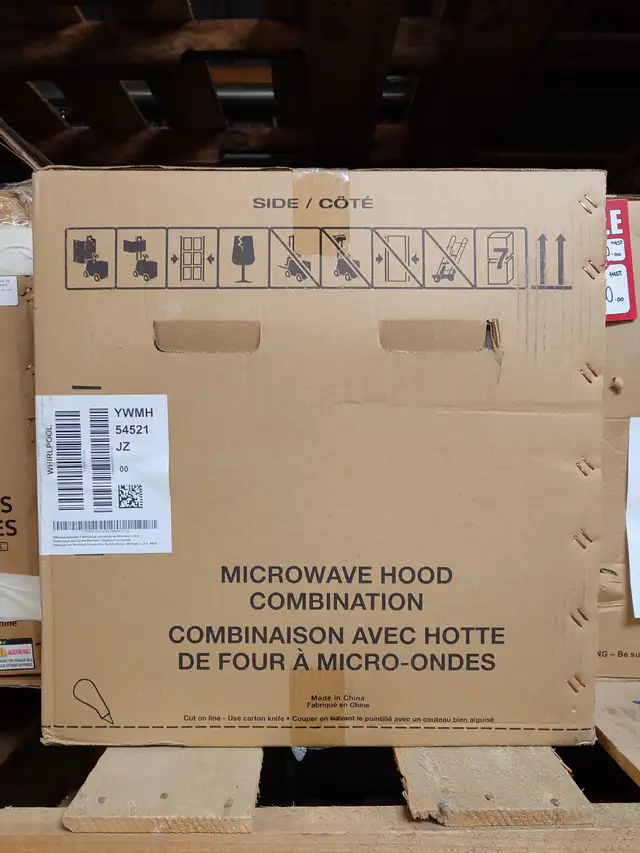 SIDE / CÔTÉ
7
WHIRLPOOL
YWMH
54521
JZ
00
MICROWAVE HOOD
COMBINATION
COMBINAISON AVEC HOTTE
DE FOUR À MICRO-ONDES
Made in China
Fabriqué en Chine
Cut on line - Use carton knife • Couper en suivant le pointillé avec un couteau bien aiguisé
WARNING!